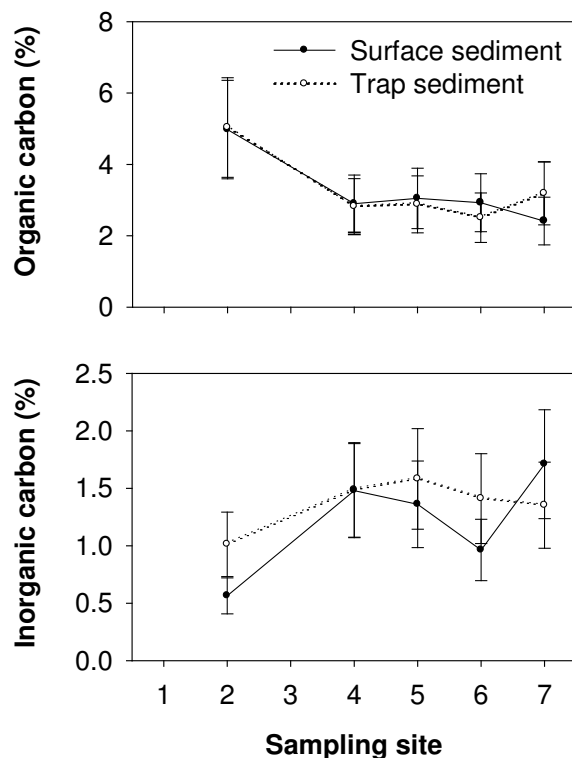 Organic carbon (%)
8
6
4
2
0
Surface sediment
Trap sediment
Inorganic carbon (%)
2.5
2.0
1.5
1.0
0.5
0.0
1 2 3 4 5 6 7
Sampling site